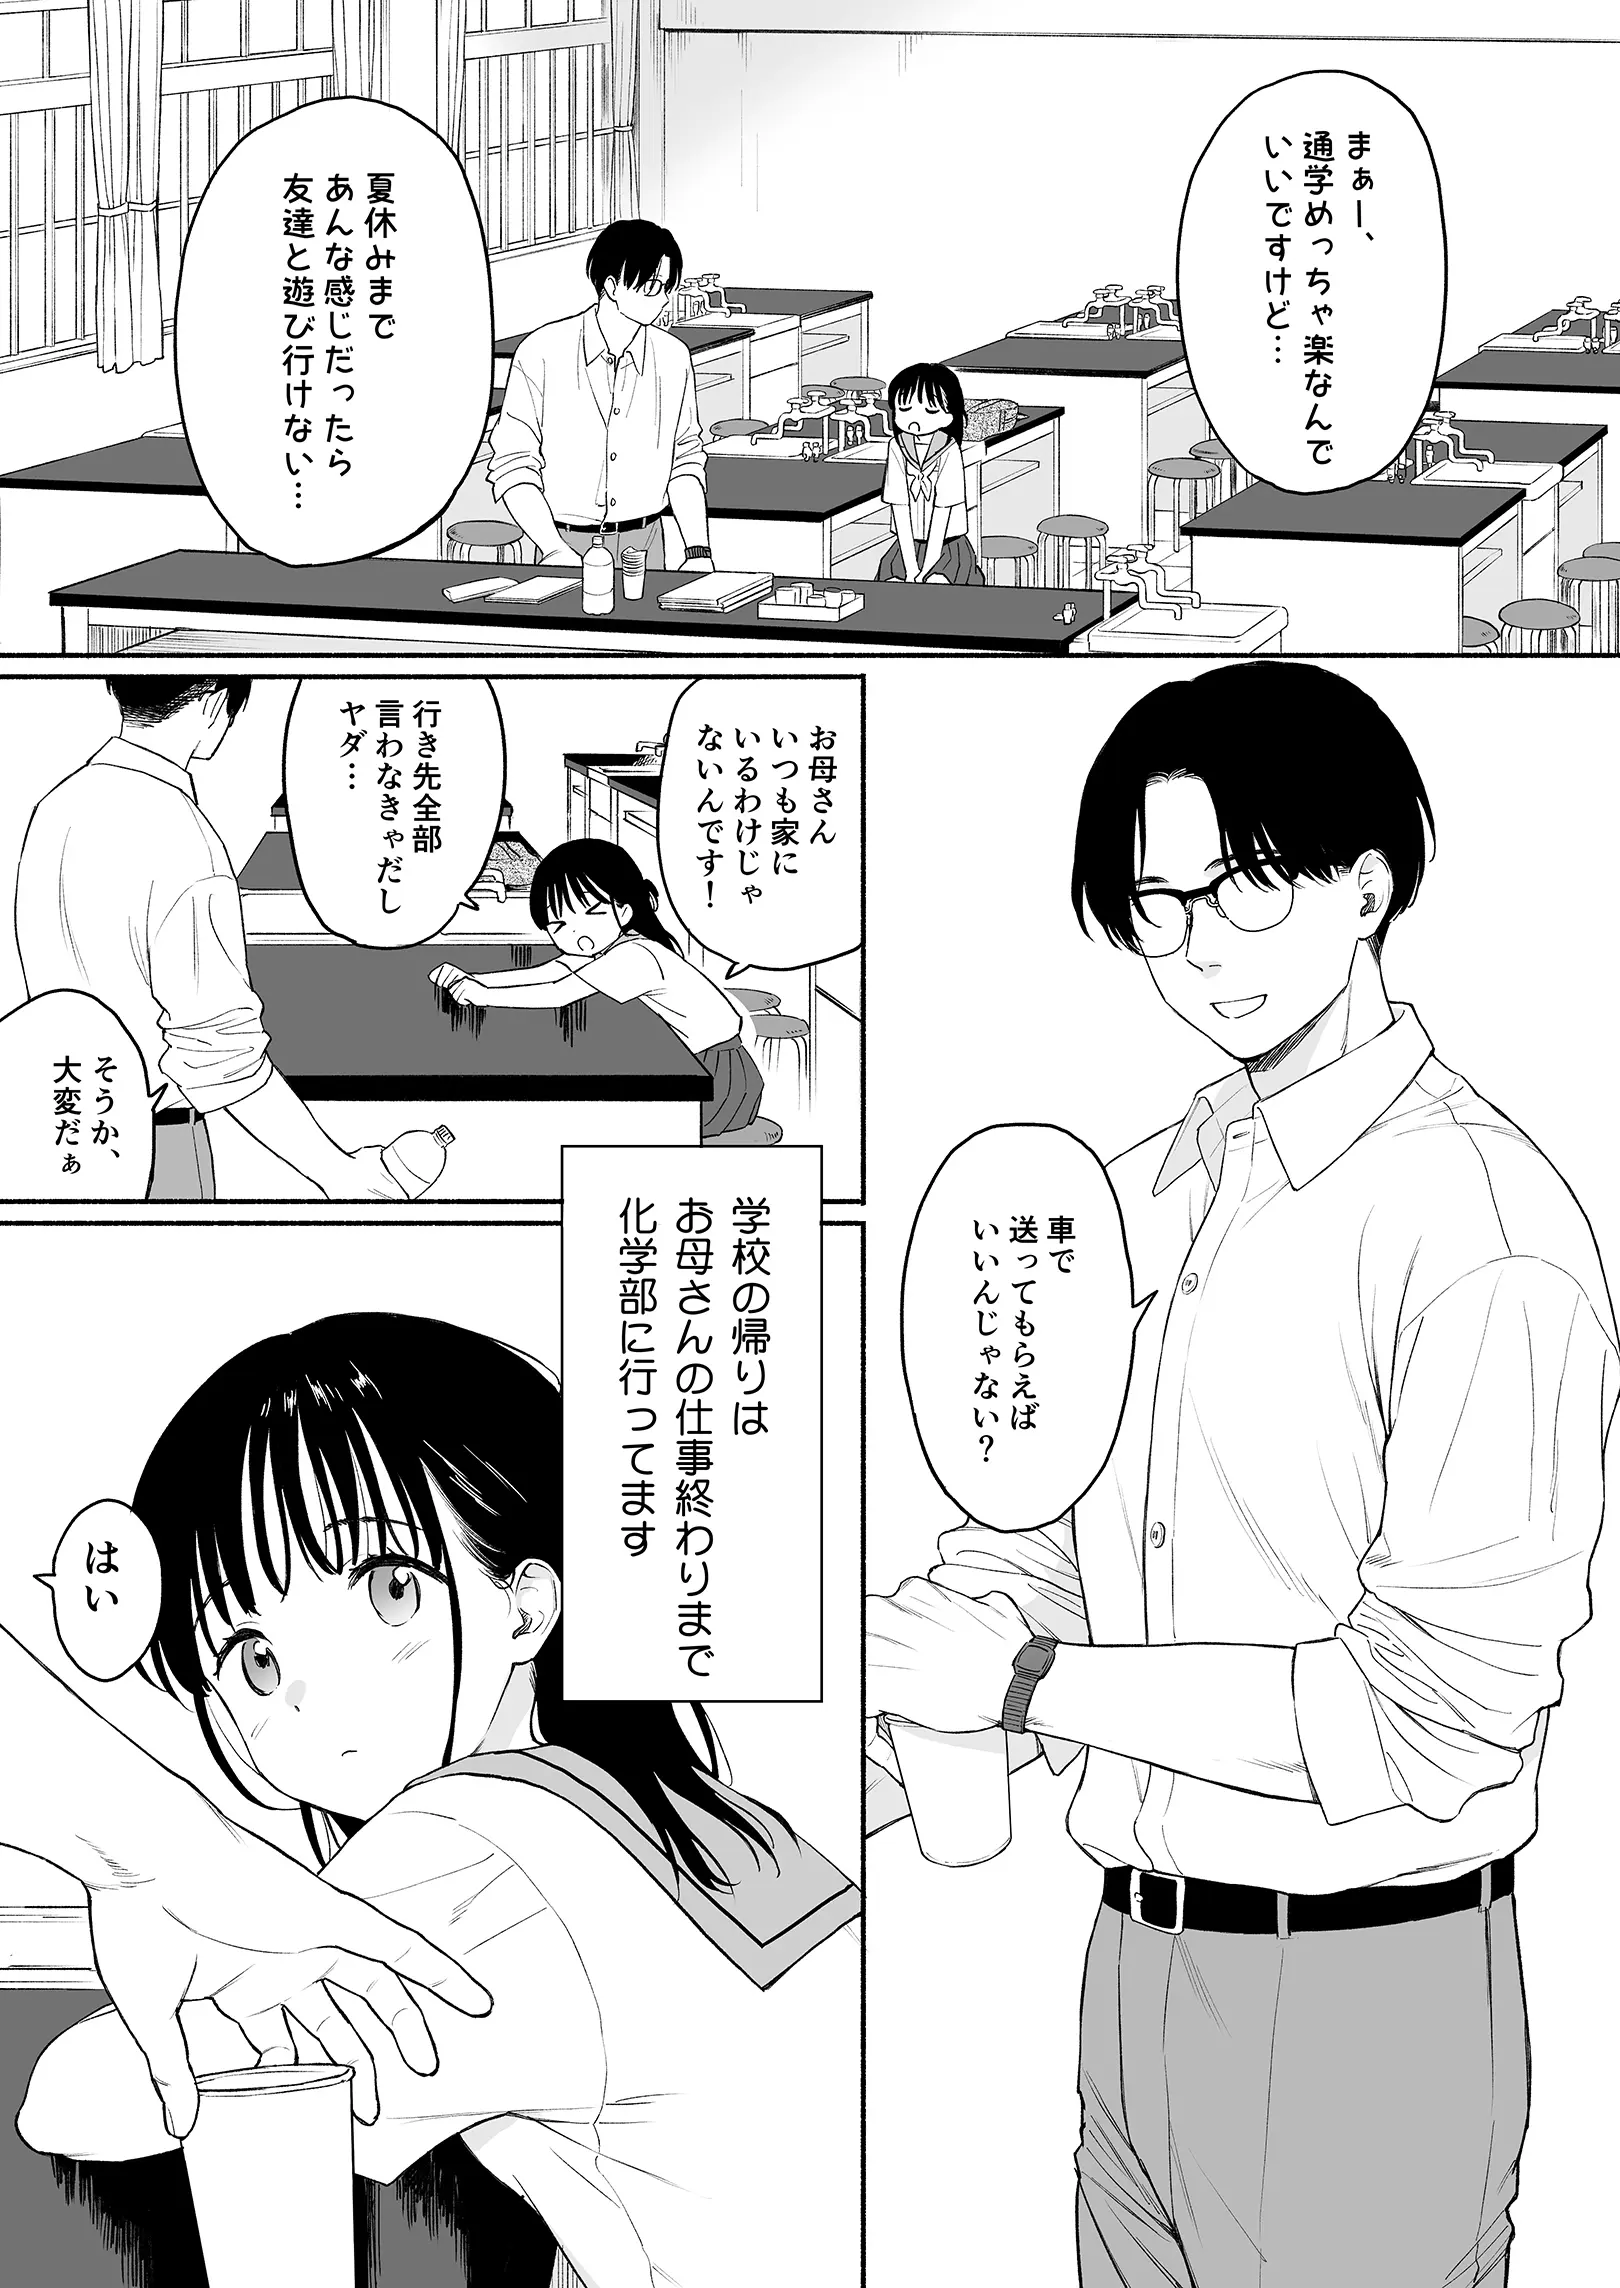 まぁー、
通学めっちゃ楽なんで
いいですけど…
夏休みまで
あんな感じだったら
友達と遊び行けない…
車で
送ってもらえば
いいんじゃない？
お母さん
いつも家に
いるわけじゃ
ないんです！
行き先全部
言わなきゃだし
ヤダ…
そうか、
大変だぁ
学校の帰りは
お母さんの仕事終わりまで
化学部に行ってます
はい